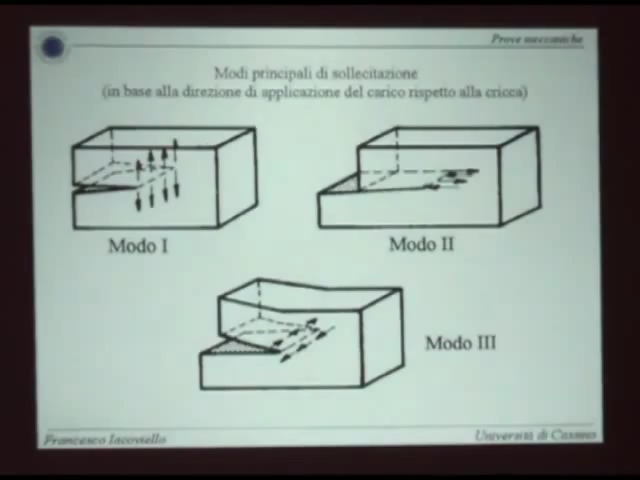 Prove meccaniche
Modi principali di sollecitazione
(in base alla direzione di applicazione del carico rispetto alla cricca)
Modo I
Modo II
Modo III
Francesco Iacoviello
Università di Cassino